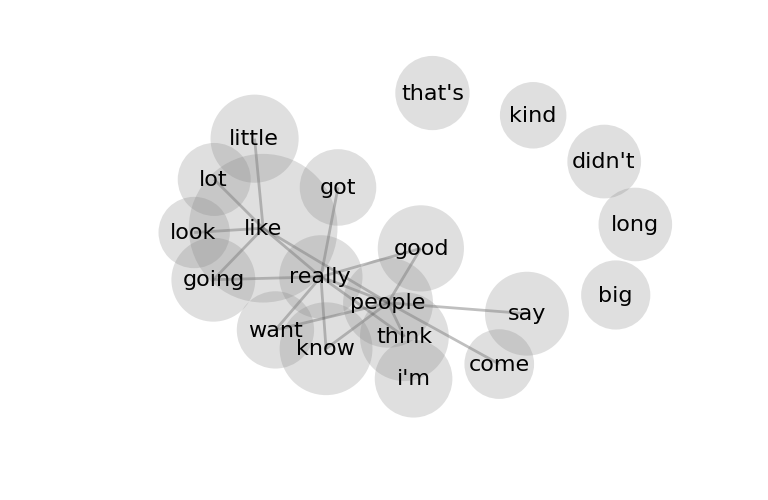 that's
kind
little
didn't
lot
got
long
look
like
good
going
really
big
people
say
want
think
know
come
i'm